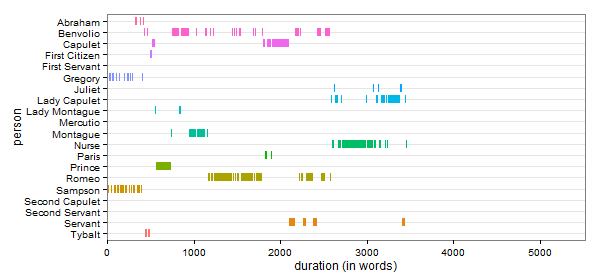 person
Abraham
Benvolio
Capulet
First Citizen
First Servant
Gregory
Juliet
Lady Capulet
Lady Montague
Mercutio
Montague
Nurse
Paris
Prince
Romeo
Sampson
Second Capulet
Second Servant
Servant
Tybalt
0 1000 2000 3000 4000 5000
duration (in words)